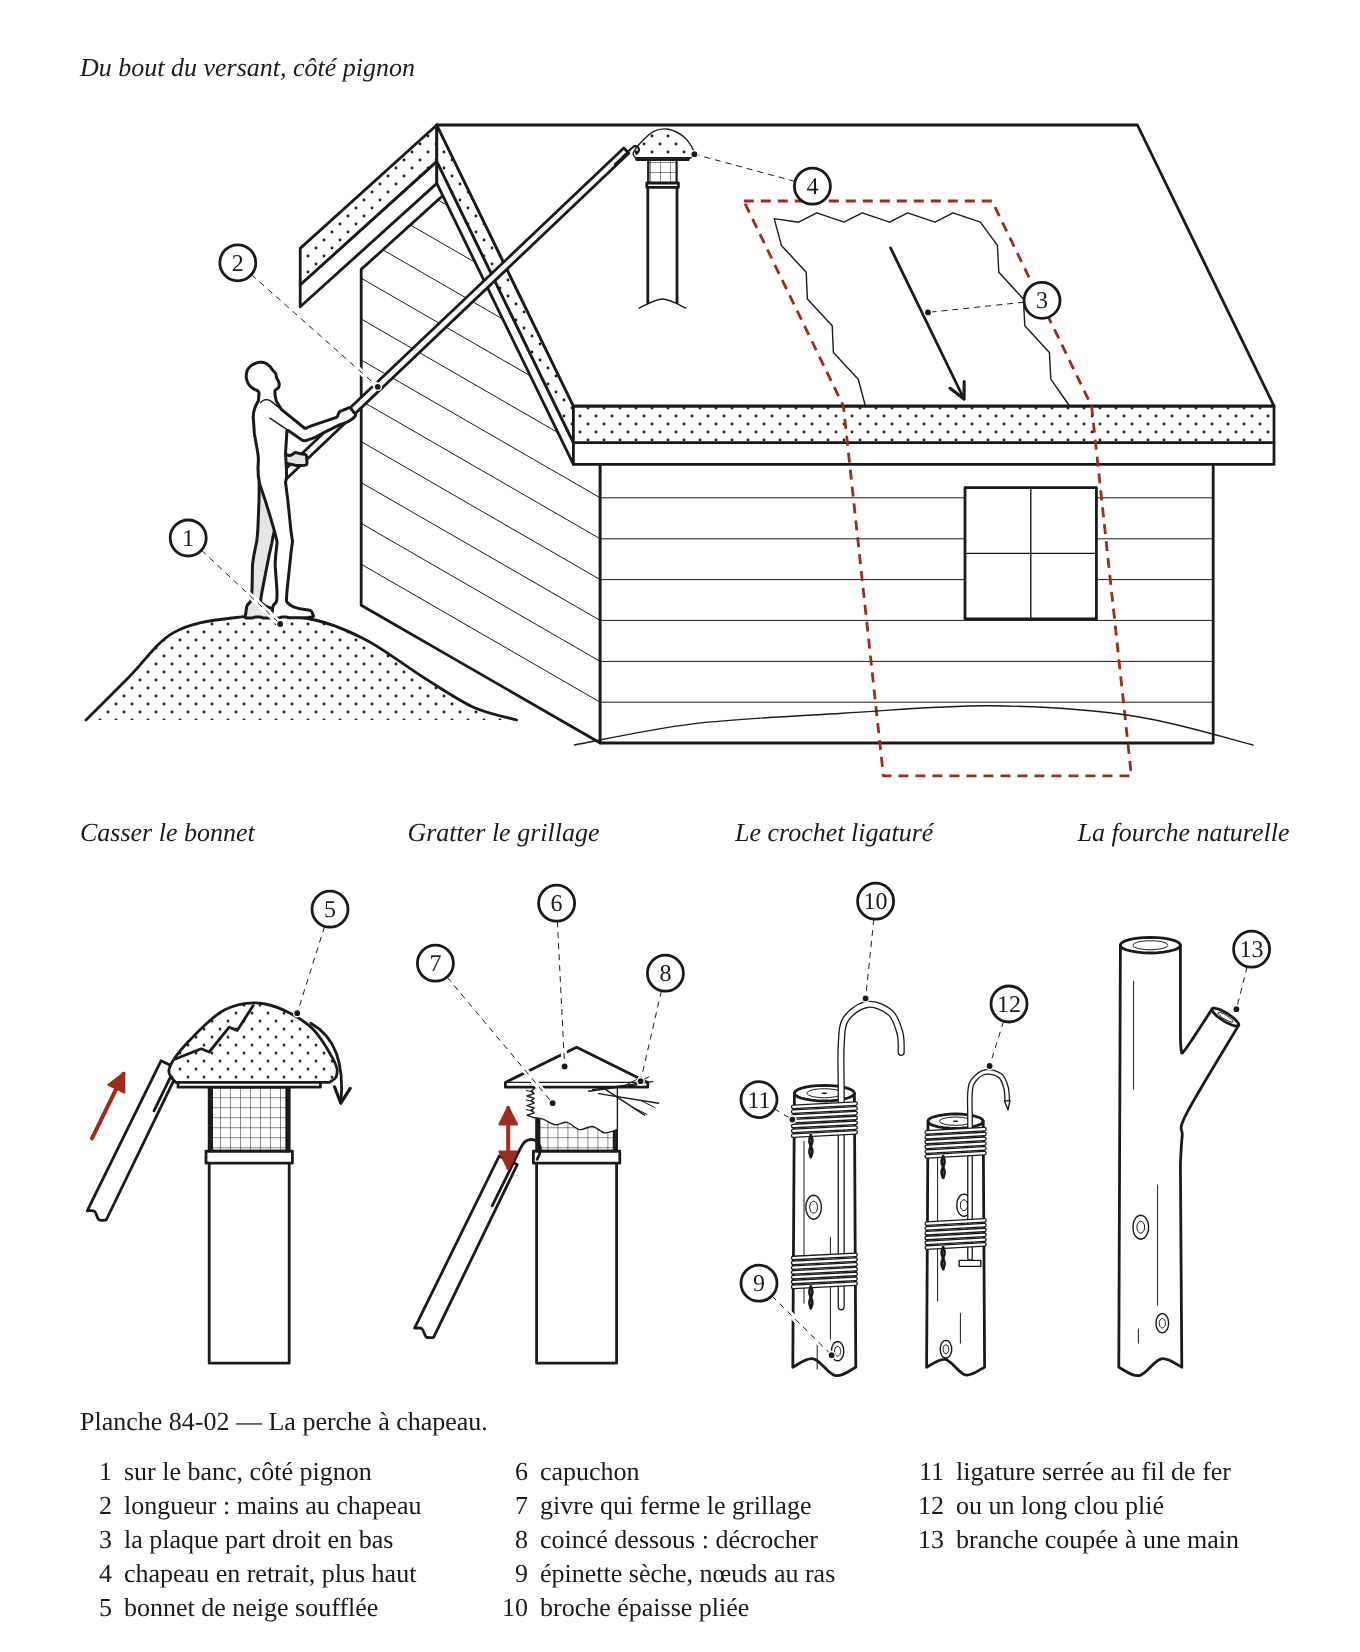 Du bout du versant, côté pignon
4
2
3
1
Casser le bonnet
Gratter le grillage
Le crochet ligaturé
La fourche naturelle
5
6
7
8
10
12
13
11
9
Planche 84-02 — La perche à chapeau.
1 sur le banc, côté pignon
2 longueur : mains au chapeau
3 la plaque part droit en bas
4 chapeau en retrait, plus haut
5 bonnet de neige soufflée
6 capuchon
7 givre qui ferme le grillage
8 coincé dessous : décrocher
9 épinette sèche, nœuds au ras
10 broche épaisse pliée
11 ligature serrée au fil de fer
12 ou un long clou plié
13 branche coupée à une main